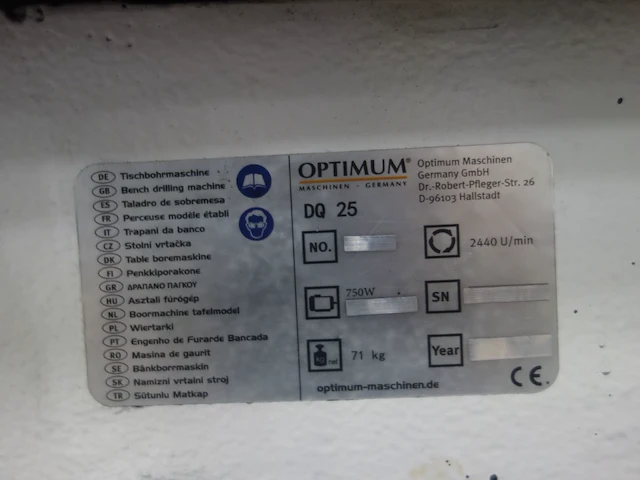 DE Tischbohrmaschine
GB Bench drilling machine
ES Taladro de sobremesa
FR Perceuse modèle établi
IT Trapani da banco
CZ Stolní vrtačka
DK Table boremaskine
FI Penkkiporakone
GR ΔΡΑΠΑΝΟ ΠΑΓΚΟΥ
HU Asztali fúrógép
NL Boormachine tafelmodel
PL Wiertarki
PT Engenho de Furarde Bancada
RO Masina de gaurit
SE Bänkborrmaskin
SK Namizni vrtalni stroj
TR Sütunlu Matkap
OPTIMUM®
MASCHINEN - GERMANY
Optimum Maschinen
Germany GmbH
Dr.-Robert-Pfleger-Str. 26
D-96103 Hallstadt
DQ 25
NO.
2440 U/min
750W
SN
net
71 kg
Year
optimum-maschinen.de
CE